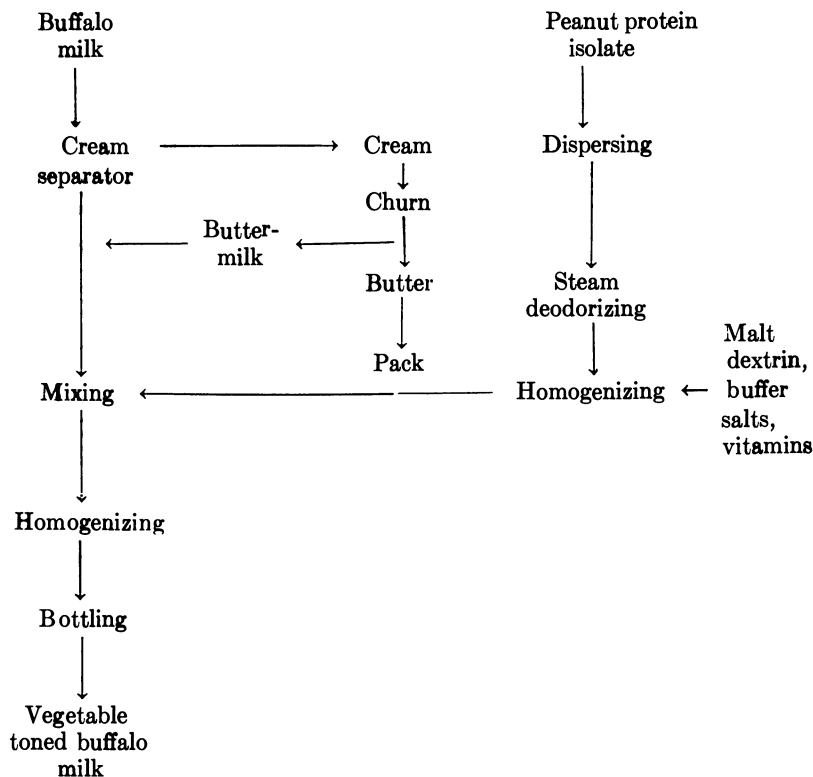 Buffalo
milk
Peanut protein
isolate
Cream
separator
Cream
Dispersing
Churn
Butter-
milk
Butter
Steam
deodorizing
Pack
Malt
dextrin,
buffer
salts,
vitamins
Mixing
Homogenizing
Homogenizing
Bottling
Vegetable
toned buffalo
milk